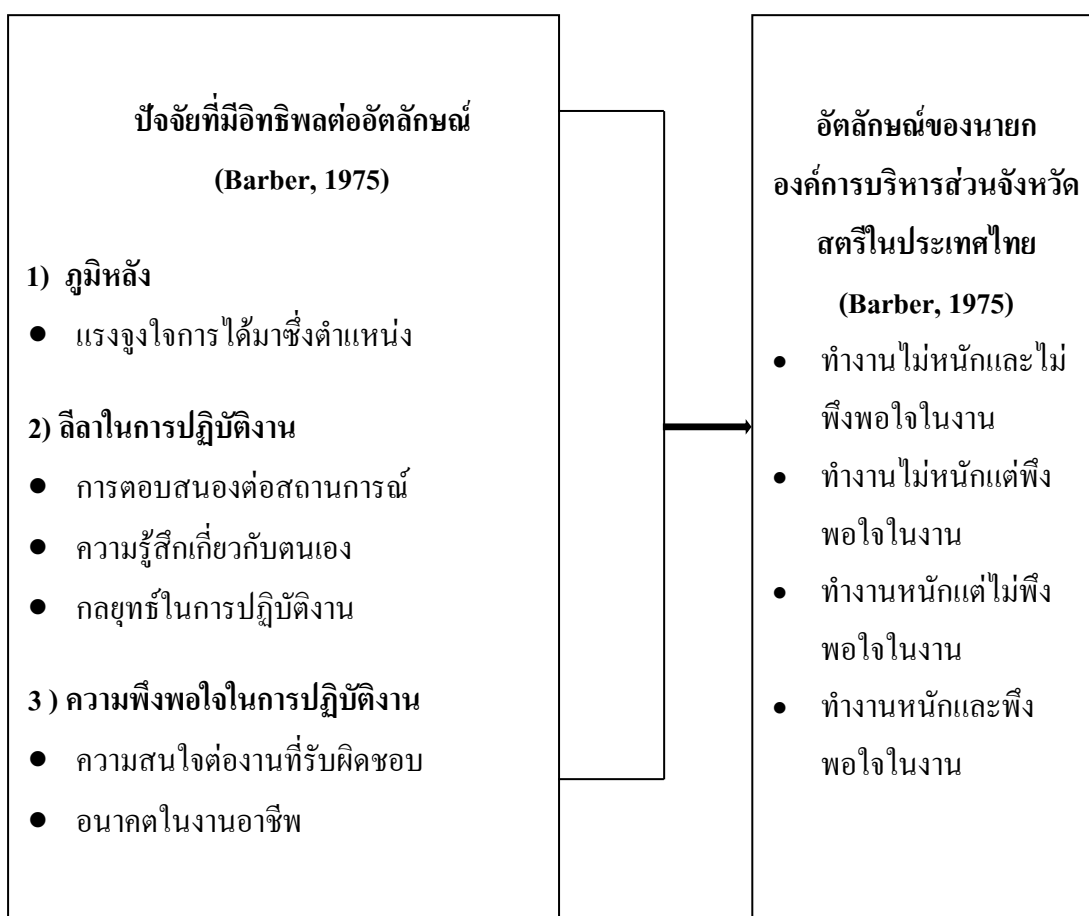 ปัจจัยที่มีอิทธิพลต่ออัตลักษณ์
(Barber, 1975)
1) ภูมิหลัง
● แรงจูงใจการได้มาซึ่งตำแหน่ง
2) ลีลาในการปฏิบัติงาน
● การตอบสนองต่อสถานการณ์
● ความรู้สึกเกี่ยวกับตนเอง
● กลยุทธ์ในการปฏิบัติงาน
3 ) ความพึงพอใจในการปฏิบัติงาน
● ความสนใจต่องานที่รับผิดชอบ
● อนาคตในงานอาชีพ
อัตลักษณ์ของนายก
องค์การบริหารส่วนจังหวัด
สตรีในประเทศไทย
(Barber, 1975)
● ทำงานไม่หนักและไม่
พึงพอใจในงาน
● ทำงานไม่หนักแต่พึง
พอใจในงาน
● ทำงานหนักแต่ไม่พึง
พอใจในงาน
● ทำงานหนักและพึง
พอใจในงาน